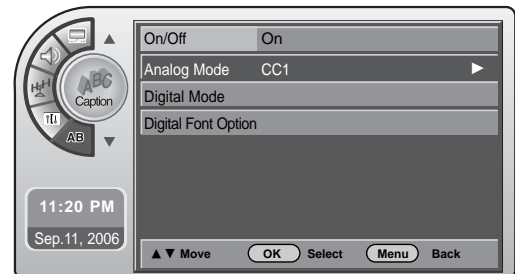 On/Off On
Analog Mode CC1 ►
Digital Mode
Digital Font Option
ABC
Caption
AB
11:20 PM
Sep.11, 2006
▲▼ Move OK Select Menu Back